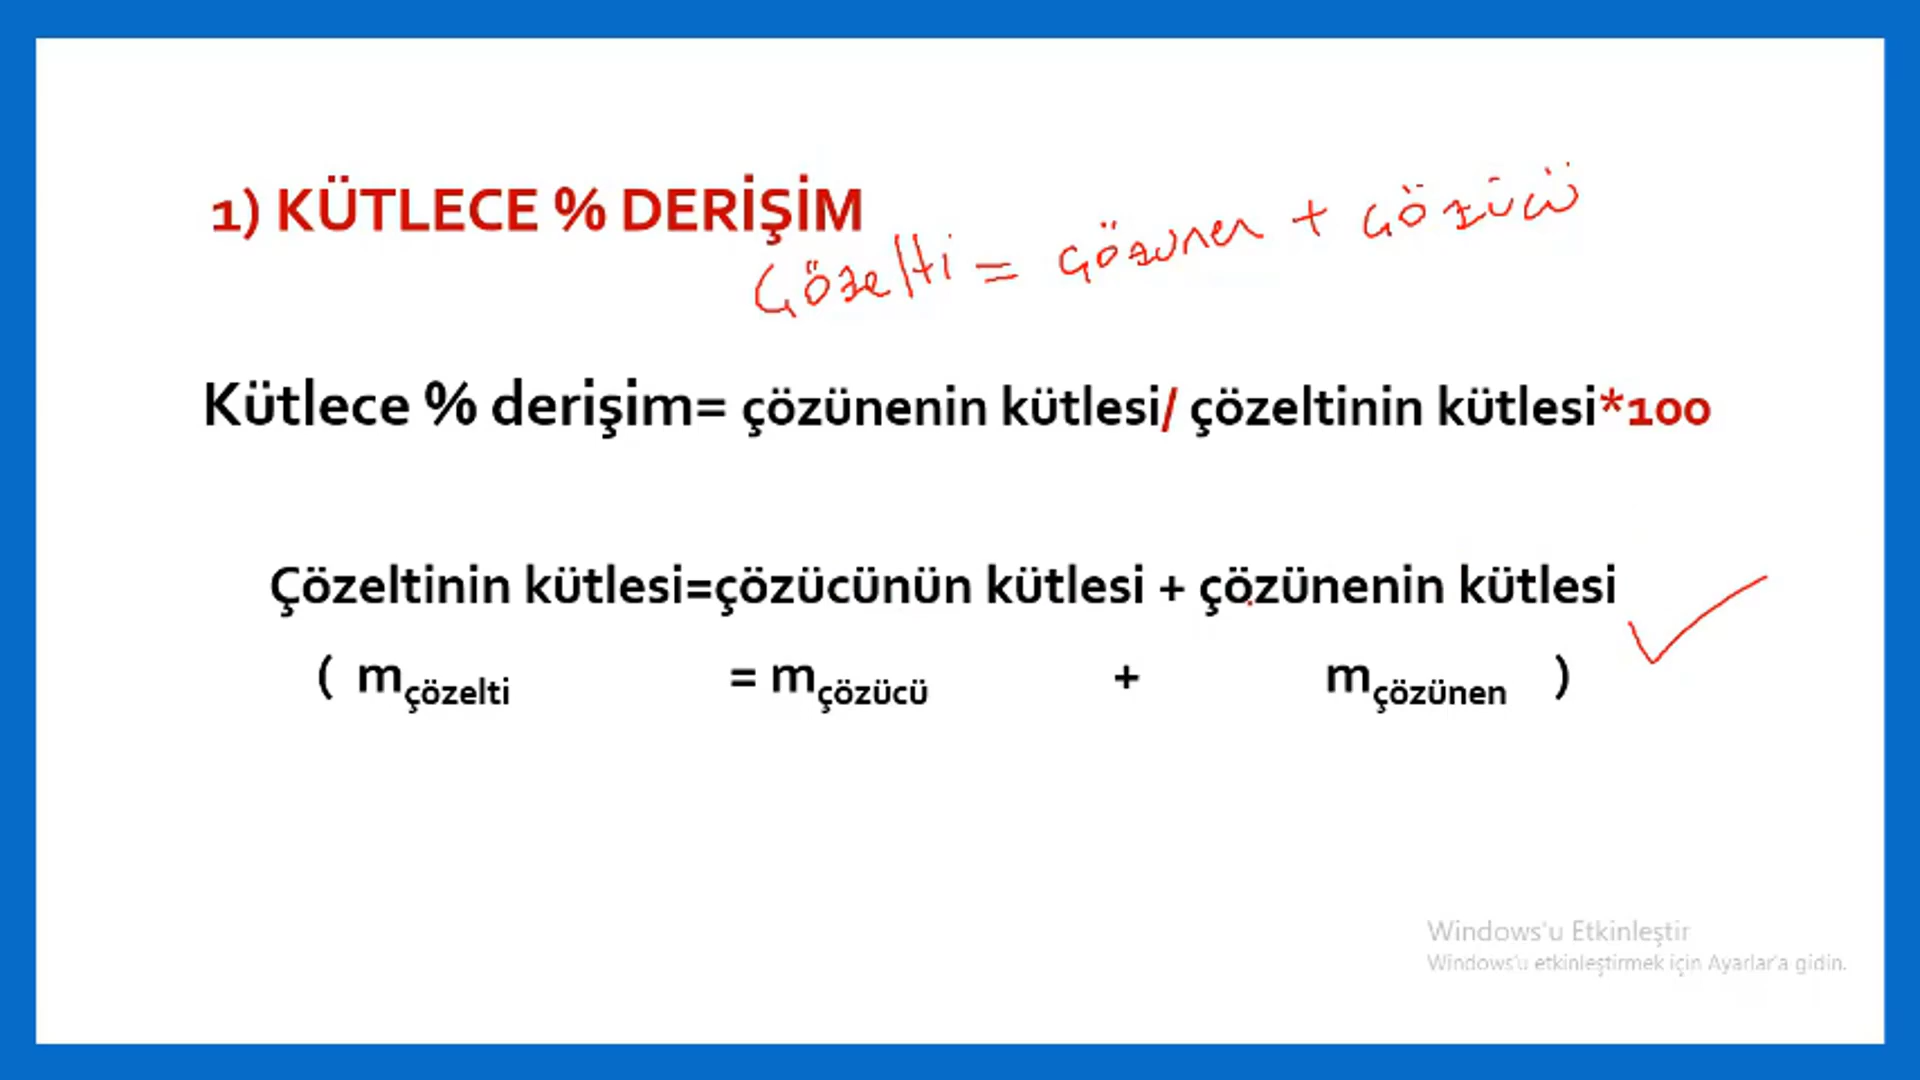 1) KÜTLECE % DERİŞİM
Çözelti = çözünen + çözücü
Kütlece % derişim= çözünenin kütlesi/ çözeltinin kütlesi*100
Çözeltinin kütlesi=çözücünün kütlesi + çözünenin kütlesi
( mçözelti = mçözücü + mçözünen )
Windows'u Etkinleştir
Windows'u etkinleştirmek için Ayarlar'a gidin.